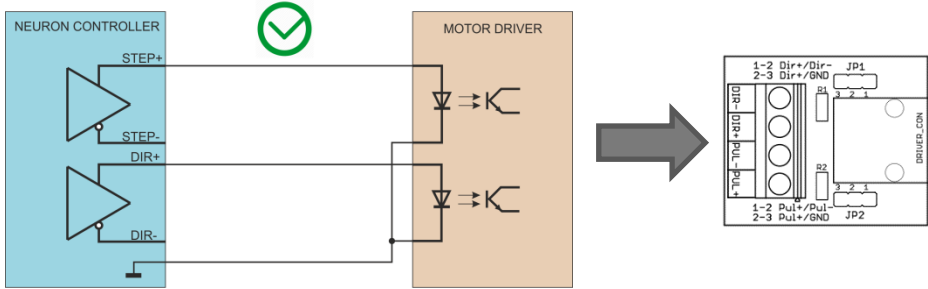 NEURON CONTROLLER
MOTOR DRIVER
STEP+
STEP-
DIR+
DIR-
1-2 Dir+/Dir-
2-3 Dir+/GND
JP1
3 2 1
R1
DIR-
DIR+
PUL-
PUL+
DRIVER_CON
R2
3 2 1
JP2
1-2 Pul+/Pul-
2-3 Pul+/GND